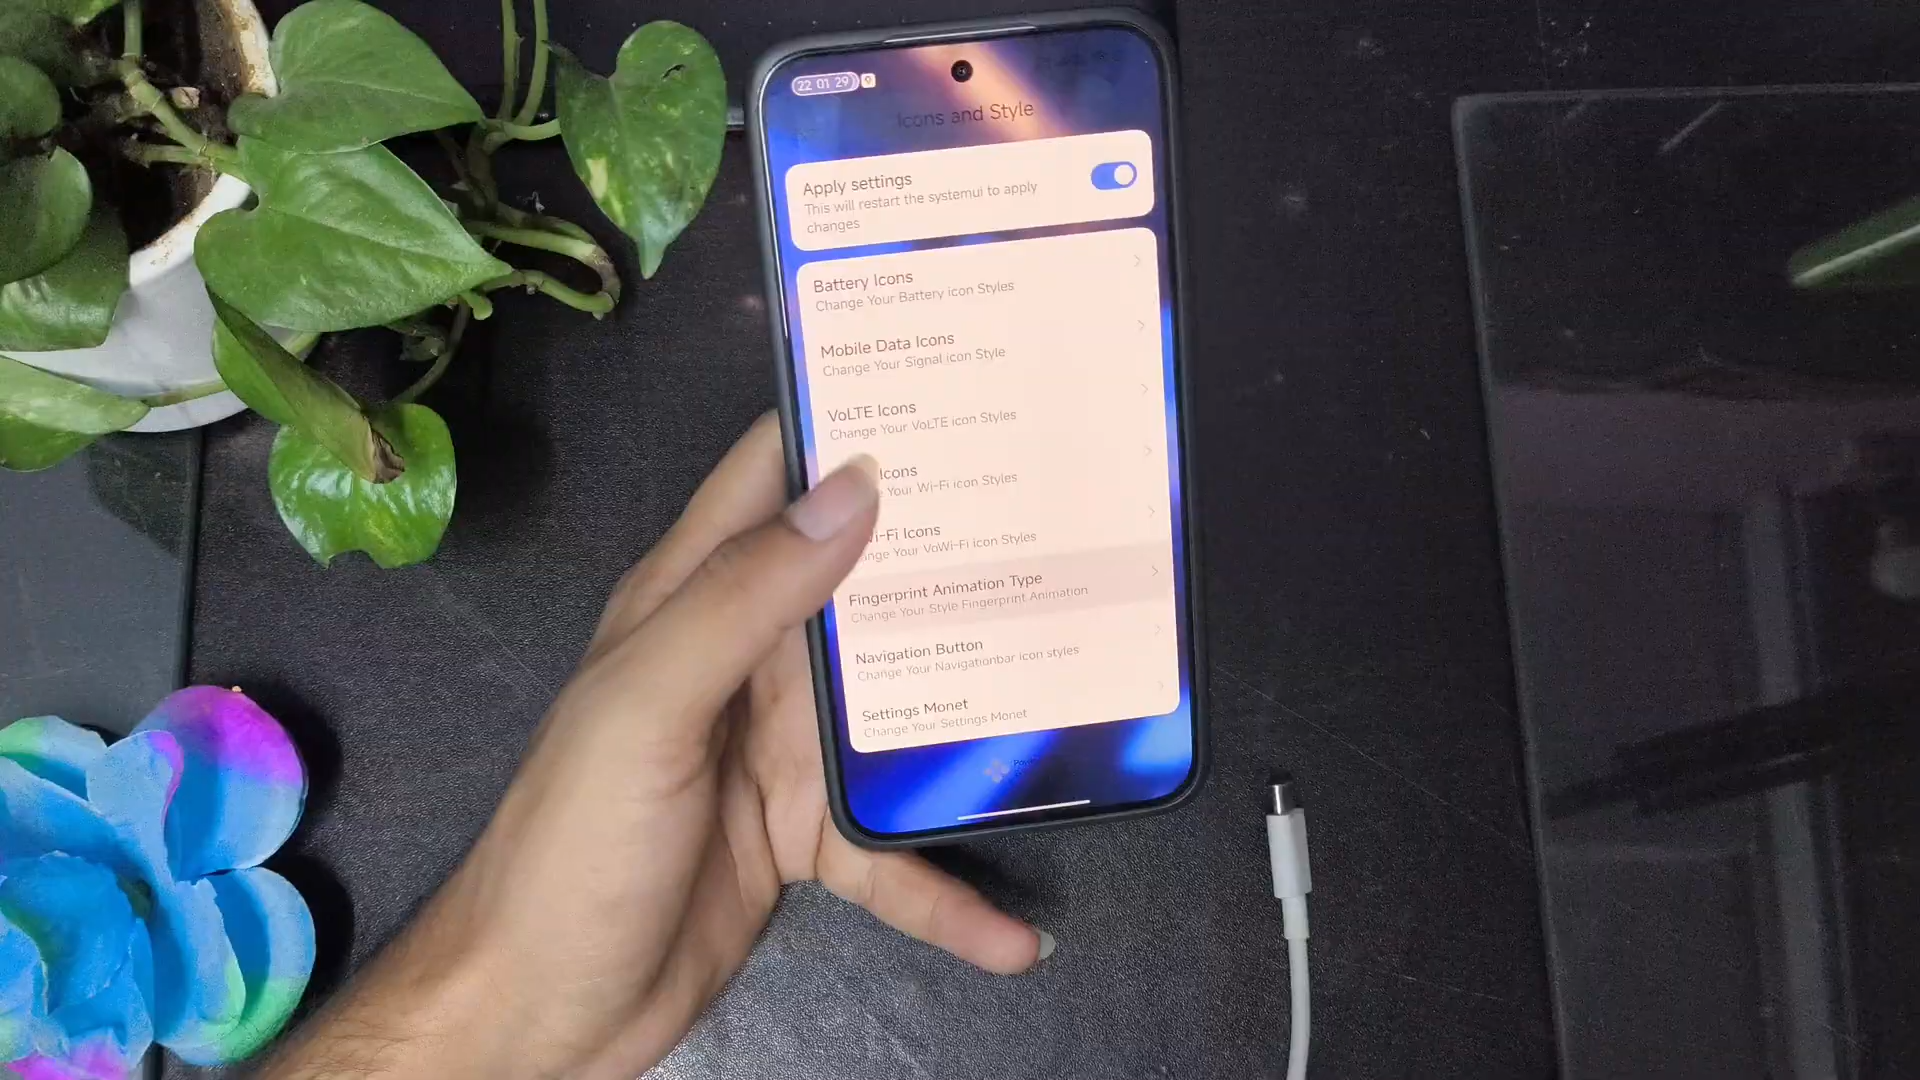 22 01 29
Icons and Style
Apply settings
This will restart the systemui to apply
changes
Battery Icons
Change Your Battery icon Styles
Mobile Data Icons
Change Your Signal icon Style
VoLTE Icons
Change Your VoLTE icon Styles
Icons
Your Wi-Fi icon Styles
Wi-Fi Icons
Change Your VoWi-Fi icon Styles
Fingerprint Animation Type
Change Your Style Fingerprint Animation
Navigation Button
Change Your Navigationbar icon styles
Settings Monet
Change Your Settings Monet